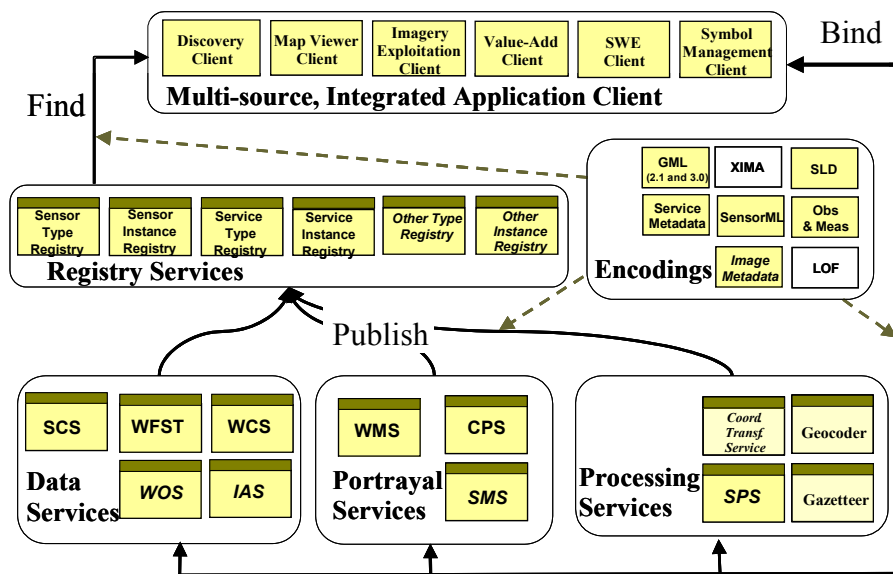 Discovery
Client
Map Viewer
Client
Imagery
Exploitation
Client
Value-Add
Client
SWE
Client
Symbol
Management
Client
Multi-source, Integrated Application Client
Bind
Find
GML
(2.1 and 3.0)
XIMA
SLD
Service
Metadata
SensorML
Obs
& Meas
Encodings
Image
Metadata
LOF
Sensor
Type
Registry
Sensor
Instance
Registry
Service
Type
Registry
Service
Instance
Registry
Other Type
Registry
Other
Instance
Registry
Registry Services
Publish
SCS
WFST
WCS
WOS
IAS
Data
Services
WMS
CPS
SMS
Portrayal
Services
Coord
Transf.
Service
Geocoder
SPS
Gazetteer
Processing
Services